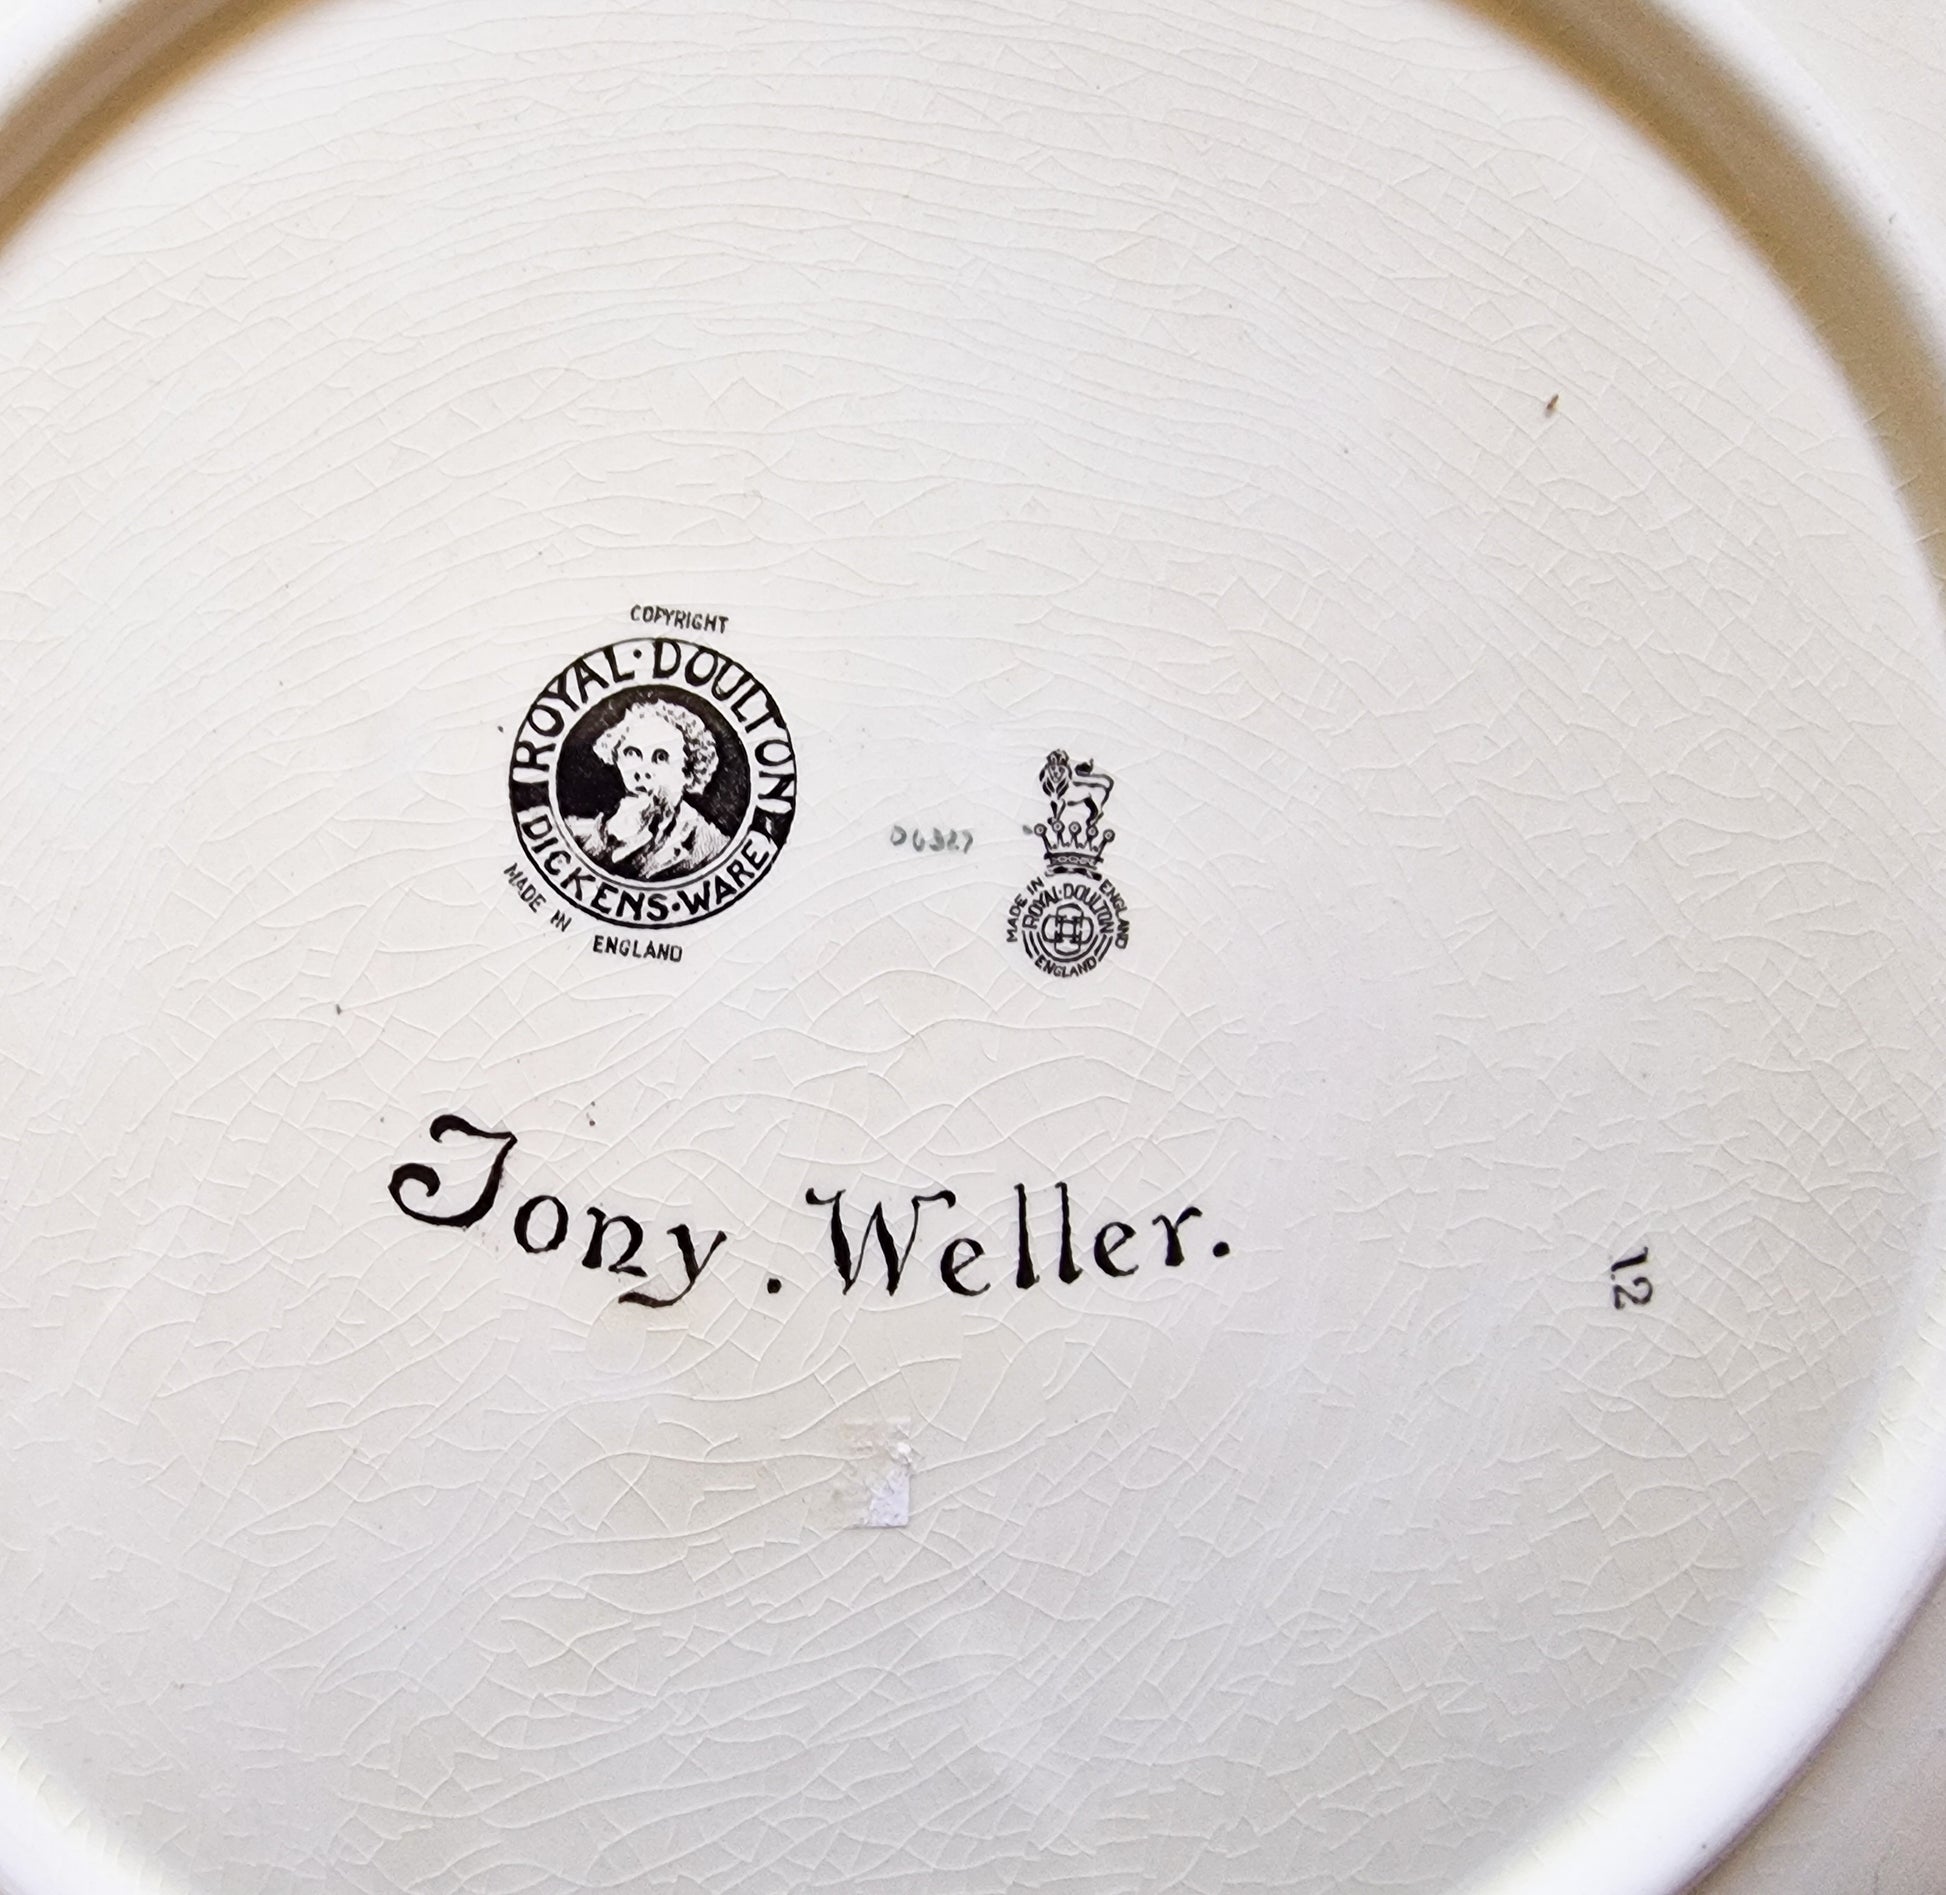 COPYRIGHT
ROYAL · DOULTON
DICKENS · WARE
MADE IN ENGLAND
D6327
MADE IN ENGLAND
ROYAL · DOULTON
ENGLAND
Tony . Weller.
12